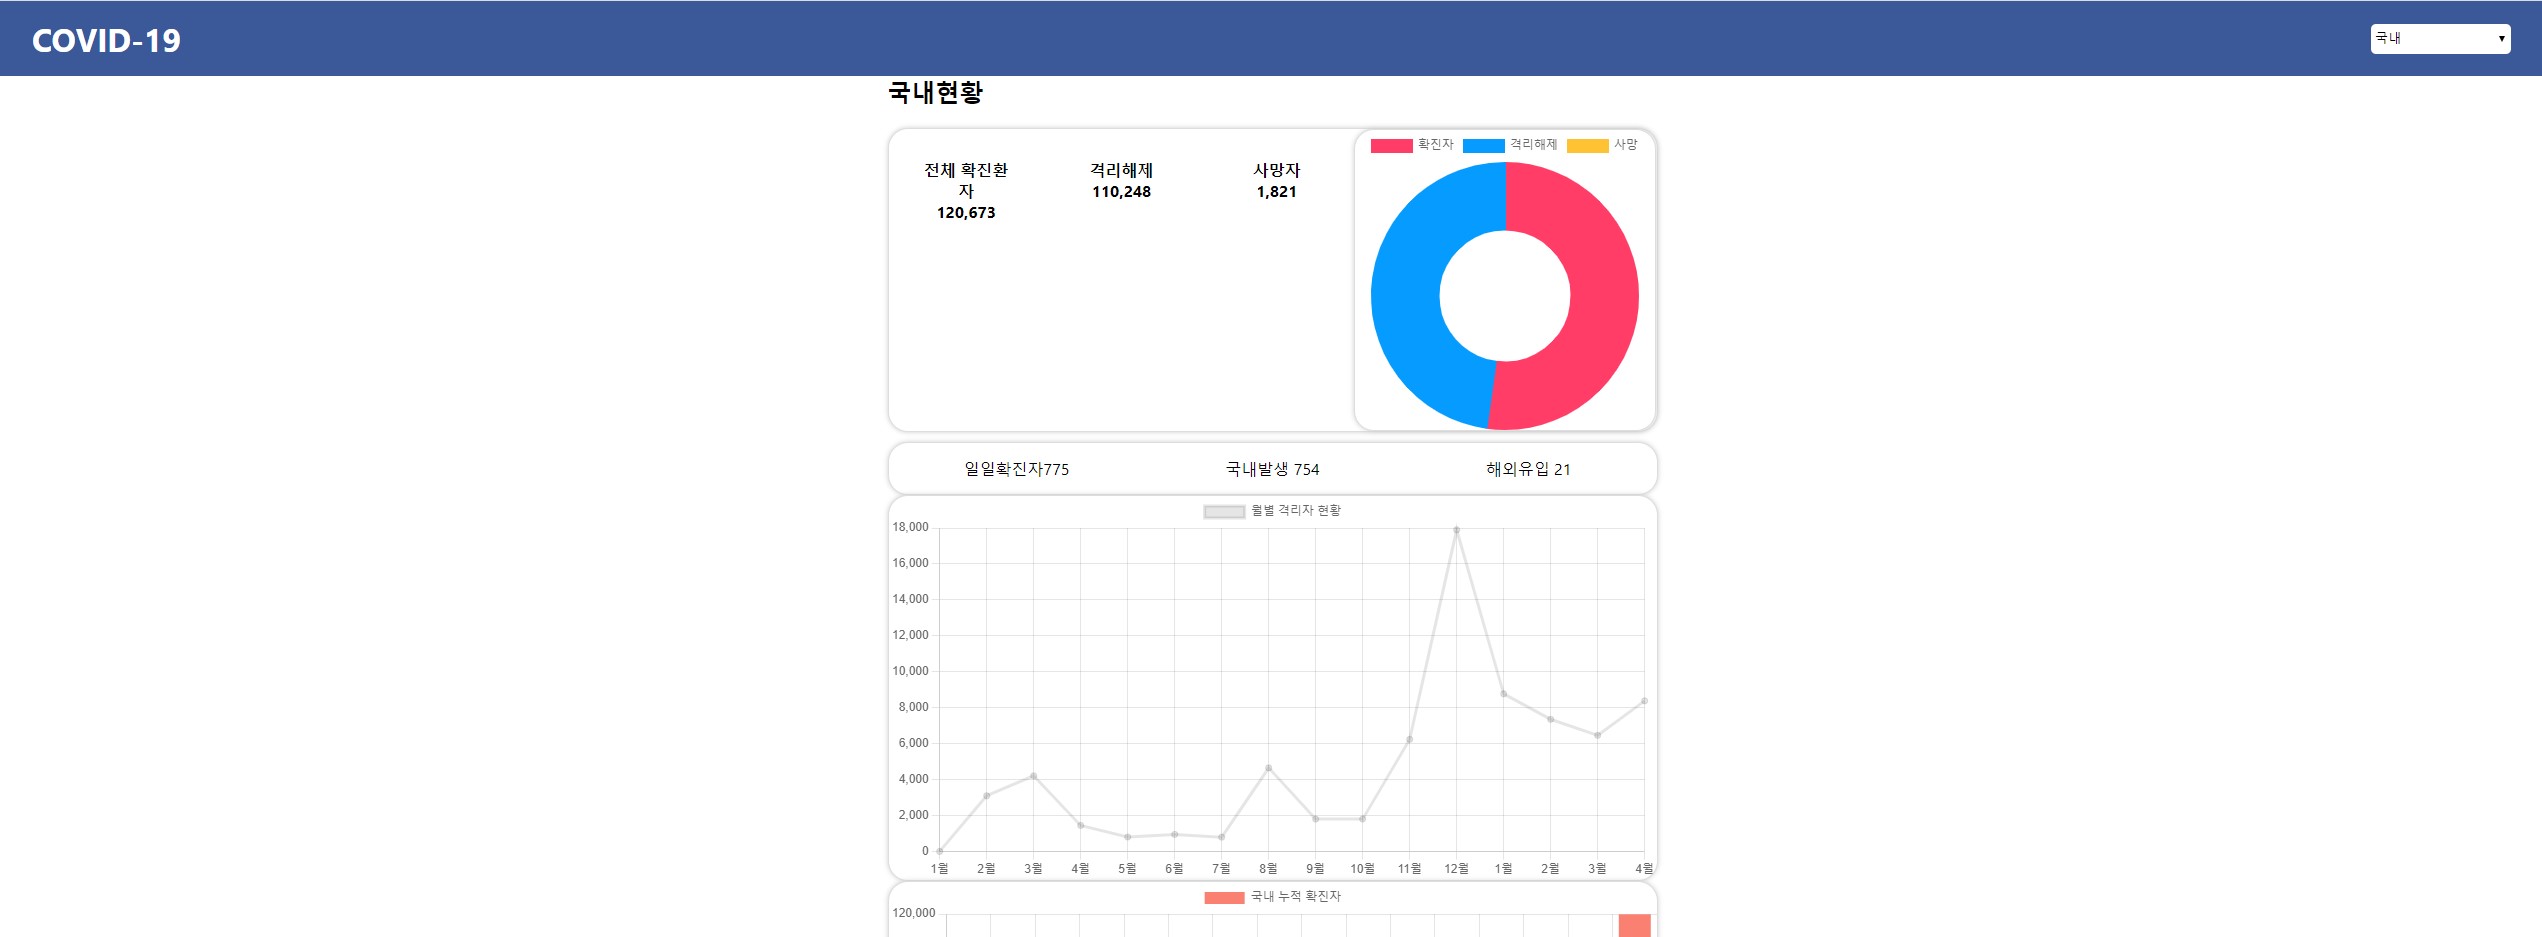 COVID-19
국내
국내현황
전체 확진환
자
120,673
격리해제
110,248
사망자
1,821
확진자 격리해제 사망
일일확진자775
국내발생 754
해외유입 21
월별 격리자 현황
18,000
16,000
14,000
12,000
10,000
8,000
6,000
4,000
2,000
0
1월 2월 3월 4월 5월 6월 7월 8월 9월 10월 11월 12월 1월 2월 3월 4월
국내 누적 확진자
120,000